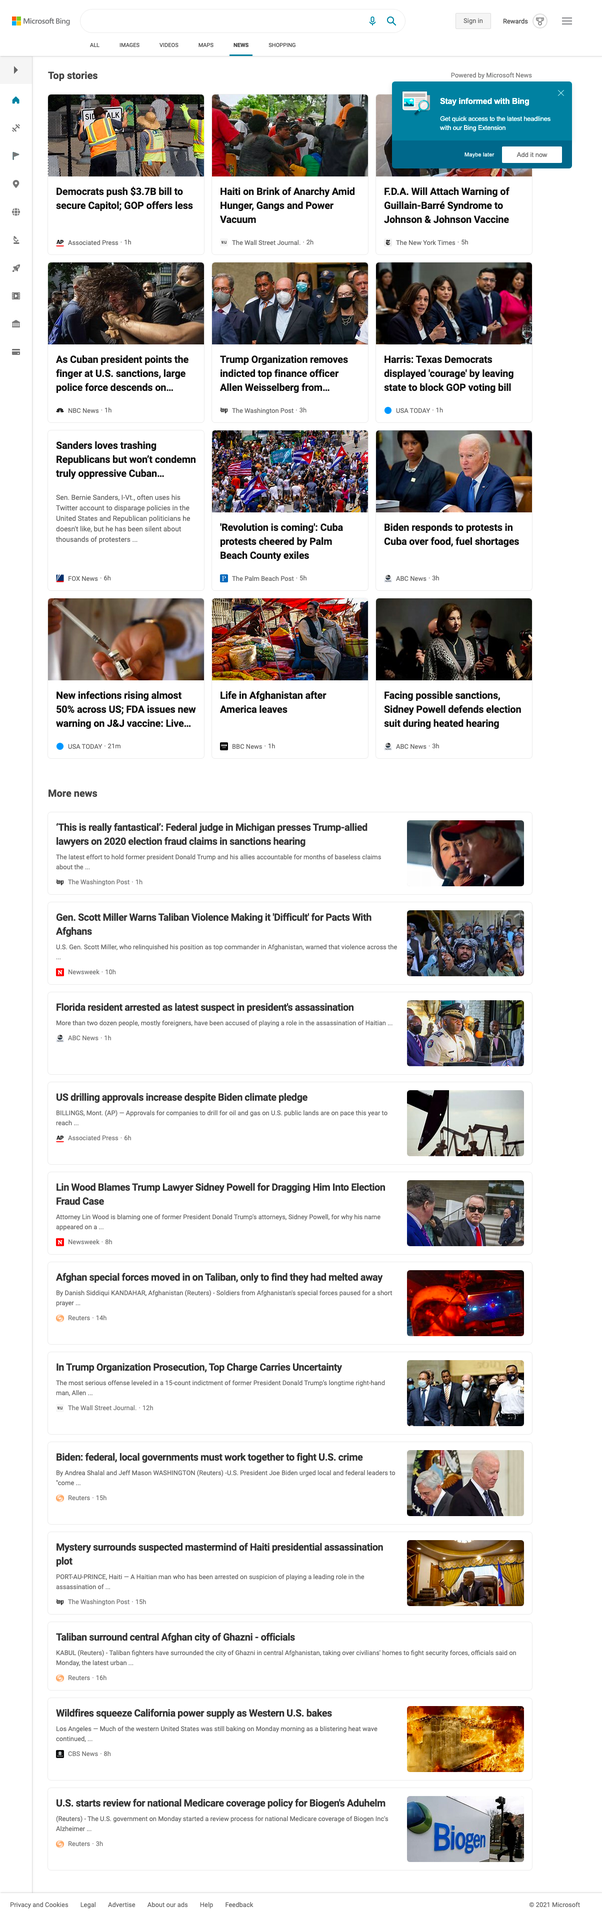 Microsoft Bing
Sign in
Rewards
ALL
IMAGES
VIDEOS
MAPS
NEWS
SHOPPING
Top stories
Powered by Microsoft News
Stay informed with Bing
Get quick access to the latest headlines
with our Bing Extension
Maybe later
Add it now
SIDEWALK
Democrats push $3.7B bill to
secure Capitol; GOP offers less
AP Associated Press · 1h
Haiti on Brink of Anarchy Amid
Hunger, Gangs and Power
Vacuum
The Wall Street Journal. · 2h
F.D.A. Will Attach Warning of
Guillain-Barré Syndrome to
Johnson & Johnson Vaccine
The New York Times · 5h
As Cuban president points the
finger at U.S. sanctions, large
police force descends on...
NBC News · 1h
Trump Organization removes
indicted top finance officer
Allen Weisselberg from...
wp The Washington Post · 3h
Harris: Texas Democrats
displayed 'courage' by leaving
state to block GOP voting bill
USA TODAY · 1h
Sanders loves trashing
Republicans but won't condemn
truly oppressive Cuban...
Sen. Bernie Sanders, I-Vt., often uses his
Twitter account to disparage policies in the
United States and Republican politicians he
doesn't like, but he has been silent about
thousands of protesters ...
FOX News · 6h
'Revolution is coming': Cuba
protests cheered by Palm
Beach County exiles
P The Palm Beach Post · 5h
Biden responds to protests in
Cuba over food, fuel shortages
ABC News · 3h
New infections rising almost
50% across US; FDA issues new
warning on J&J vaccine: Live...
USA TODAY · 21m
Life in Afghanistan after
America leaves
BBC News · 1h
Facing possible sanctions,
Sidney Powell defends election
suit during heated hearing
ABC News · 3h
More news
'This is really fantastical': Federal judge in Michigan presses Trump-allied
lawyers on 2020 election fraud claims in sanctions hearing
The latest effort to hold former president Donald Trump and his allies accountable for months of baseless claims
about the ...
wp The Washington Post · 1h
Gen. Scott Miller Warns Taliban Violence Making it 'Difficult' for Pacts With
Afghans
U.S. Gen. Scott Miller, who relinquished his position as top commander in Afghanistan, warned that violence across the
...
N Newsweek · 10h
Florida resident arrested as latest suspect in president's assassination
More than two dozen people, mostly foreigners, have been accused of playing a role in the assassination of Haitian ...
ABC News · 1h
US drilling approvals increase despite Biden climate pledge
BILLINGS, Mont. (AP) — Approvals for companies to drill for oil and gas on U.S. public lands are on pace this year to
reach ...
AP Associated Press · 6h
Lin Wood Blames Trump Lawyer Sidney Powell for Dragging Him Into Election
Fraud Case
Attorney Lin Wood is blaming one of former President Donald Trump's attorneys, Sidney Powell, for why his name
appeared on a ...
N Newsweek · 8h
Afghan special forces moved in on Taliban, only to find they had melted away
By Danish Siddiqui KANDAHAR, Afghanistan (Reuters) - Soldiers from Afghanistan's special forces paused for a short
prayer ...
Reuters · 14h
In Trump Organization Prosecution, Top Charge Carries Uncertainty
The most serious offense leveled in a 15-count indictment of former President Donald Trump's longtime right-hand
man, Allen ...
The Wall Street Journal. · 12h
Biden: federal, local governments must work together to fight U.S. crime
By Andrea Shalal and Jeff Mason WASHINGTON (Reuters) -U.S. President Joe Biden urged local and federal leaders to
"come ...
Reuters · 15h
Mystery surrounds suspected mastermind of Haiti presidential assassination
plot
PORT-AU-PRINCE, Haiti — A Haitian man who has been arrested on suspicion of playing a leading role in the
assassination of ...
wp The Washington Post · 15h
Taliban surround central Afghan city of Ghazni - officials
KABUL (Reuters) - Taliban fighters have surrounded the city of Ghazni in central Afghanistan, taking over civilians' homes to fight security forces, officials said on
Monday, the latest urban ...
Reuters · 16h
Wildfires squeeze California power supply as Western U.S. bakes
Los Angeles — Much of the western United States was still baking on Monday morning as a blistering heat wave
continued, ...
CBS News · 8h
U.S. starts review for national Medicare coverage policy for Biogen's Aduhelm
(Reuters) - The U.S. government on Monday started a review process for national Medicare coverage of Biogen Inc's
Alzheimer ...
Reuters · 3h
Biogen
Privacy and Cookies
Legal
Advertise
About our ads
Help
Feedback
© 2021 Microsoft